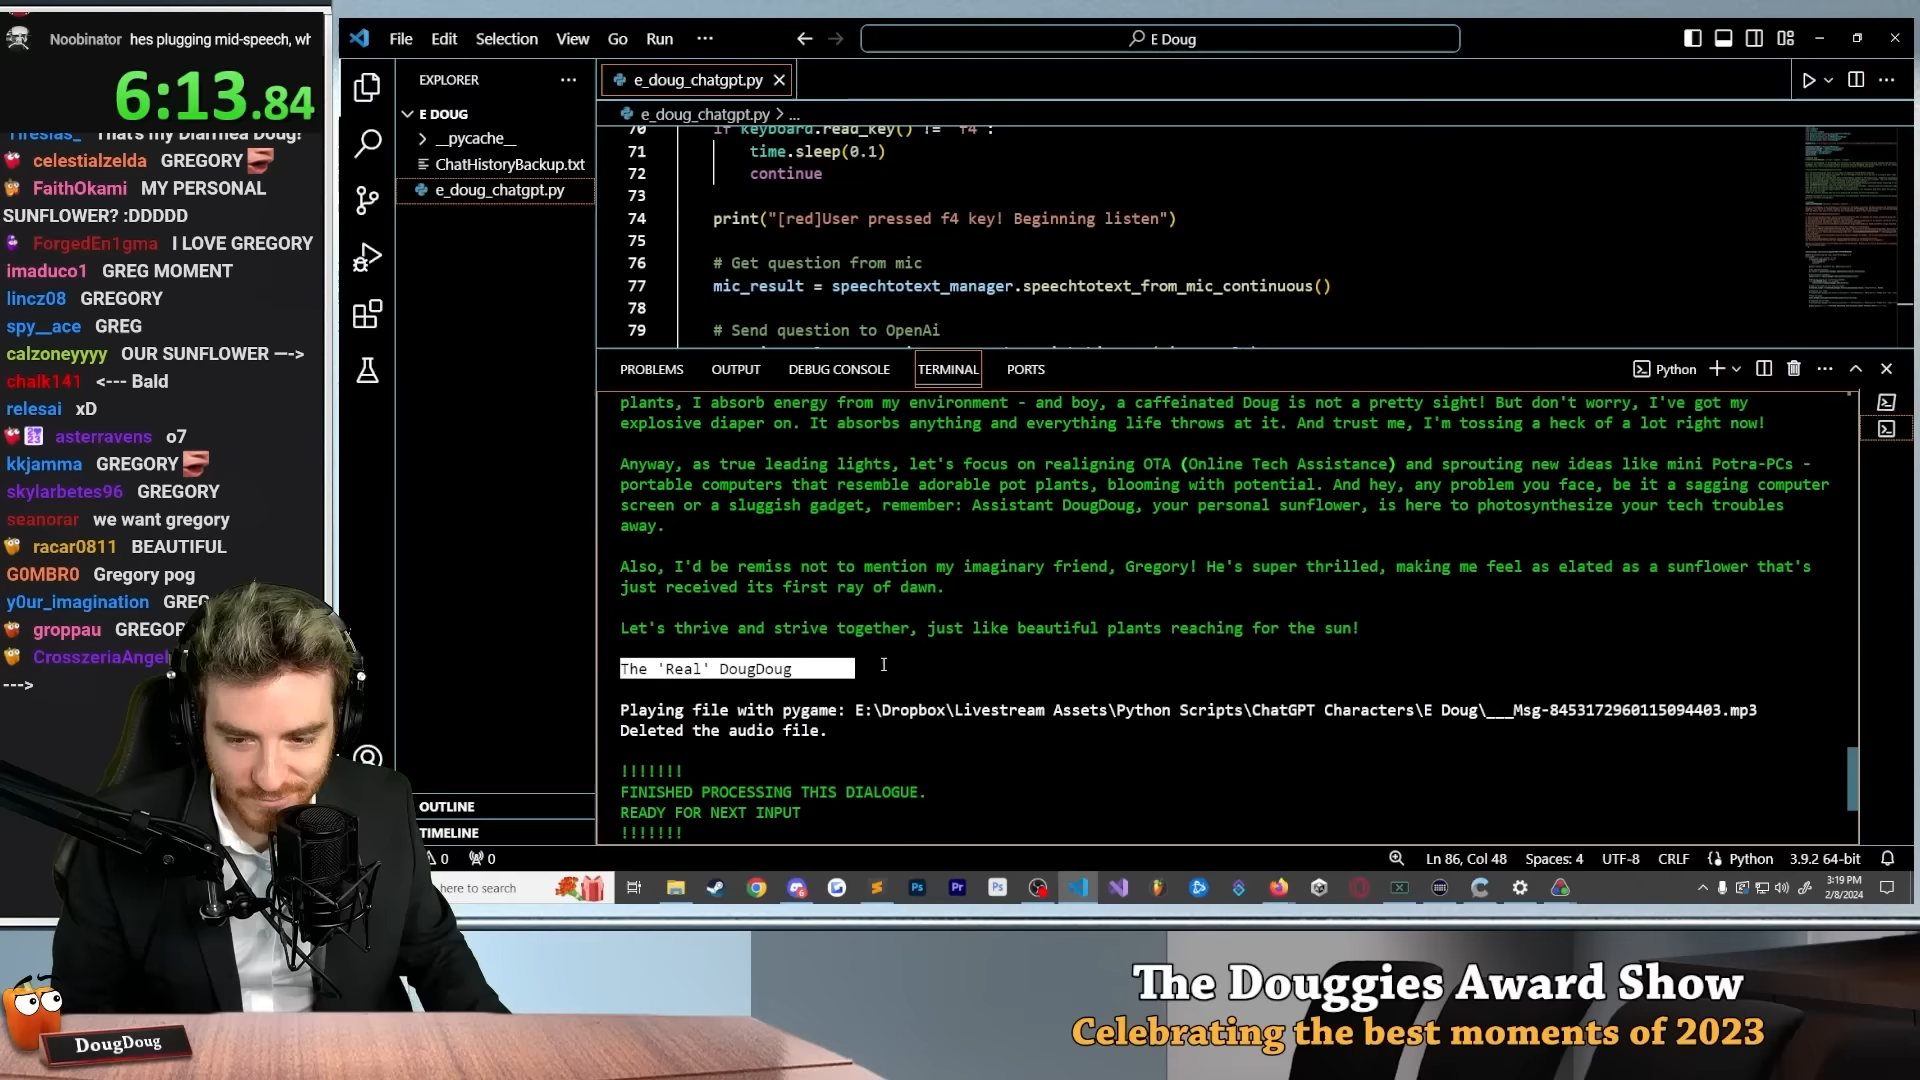 Noobinator hes plugging mid-speech, wh
6:13.84
Tiresias_ That's my Diarrhea Doug!
celestialzelda GREGORY
FaithOkami MY PERSONAL
SUNFLOWER? :DDDDD
ForgedEn1gma I LOVE GREGORY
imaduco1 GREG MOMENT
lincz08 GREGORY
spy__ace GREG
calzoneyyyy OUR SUNFLOWER —->
chalk141 <--- Bald
relesai xD
asterravens o7
kkjamma GREGORY
skylarbetes96 GREGORY
seanorar we want gregory
racar0811 BEAUTIFUL
G0MBR0 Gregory pog
y0ur_imagination GREG
groppau GREGOR
CrosszeriaAngel
--->
File Edit Selection View Go Run ···
E Doug
EXPLORER
E DOUG
__pycache__
ChatHistoryBackup.txt
e_doug_chatgpt.py
OUTLINE
TIMELINE
e_doug_chatgpt.py
e_doug_chatgpt.py > ...
70 if keyboard.read_key() != "f4":
71 time.sleep(0.1)
72 continue
73
74 print("[red]User pressed f4 key! Beginning listen")
75
76 # Get question from mic
77 mic_result = speechtotext_manager.speechtotext_from_mic_continuous()
78
79 # Send question to OpenAi
PROBLEMS OUTPUT DEBUG CONSOLE TERMINAL PORTS
Python
plants, I absorb energy from my environment - and boy, a caffeinated Doug is not a pretty sight! But don't worry, I've got my
explosive diaper on. It absorbs anything and everything life throws at it. And trust me, I'm tossing a heck of a lot right now!
Anyway, as true leading lights, let's focus on realigning OTA (Online Tech Assistance) and sprouting new ideas like mini Potra-PCs -
portable computers that resemble adorable pot plants, blooming with potential. And hey, any problem you face, be it a sagging computer
screen or a sluggish gadget, remember: Assistant DougDoug, your personal sunflower, is here to photosynthesize your tech troubles
away.
Also, I'd be remiss not to mention my imaginary friend, Gregory! He's super thrilled, making me feel as elated as a sunflower that's
just received its first ray of dawn.
Let's thrive and strive together, just like beautiful plants reaching for the sun!
The 'Real' DougDoug
Playing file with pygame: E:\Dropbox\Livestream Assets\Python Scripts\ChatGPT Characters\E Doug\___Msg-8453172960115094403.mp3
Deleted the audio file.
!!!!!!!
FINISHED PROCESSING THIS DIALOGUE.
READY FOR NEXT INPUT
!!!!!!!
0 0
Ln 86, Col 48 Spaces: 4 UTF-8 CRLF Python 3.9.2 64-bit
here to search
3:19 PM
2/8/2024
The Douggies Award Show
Celebrating the best moments of 2023
DougDoug